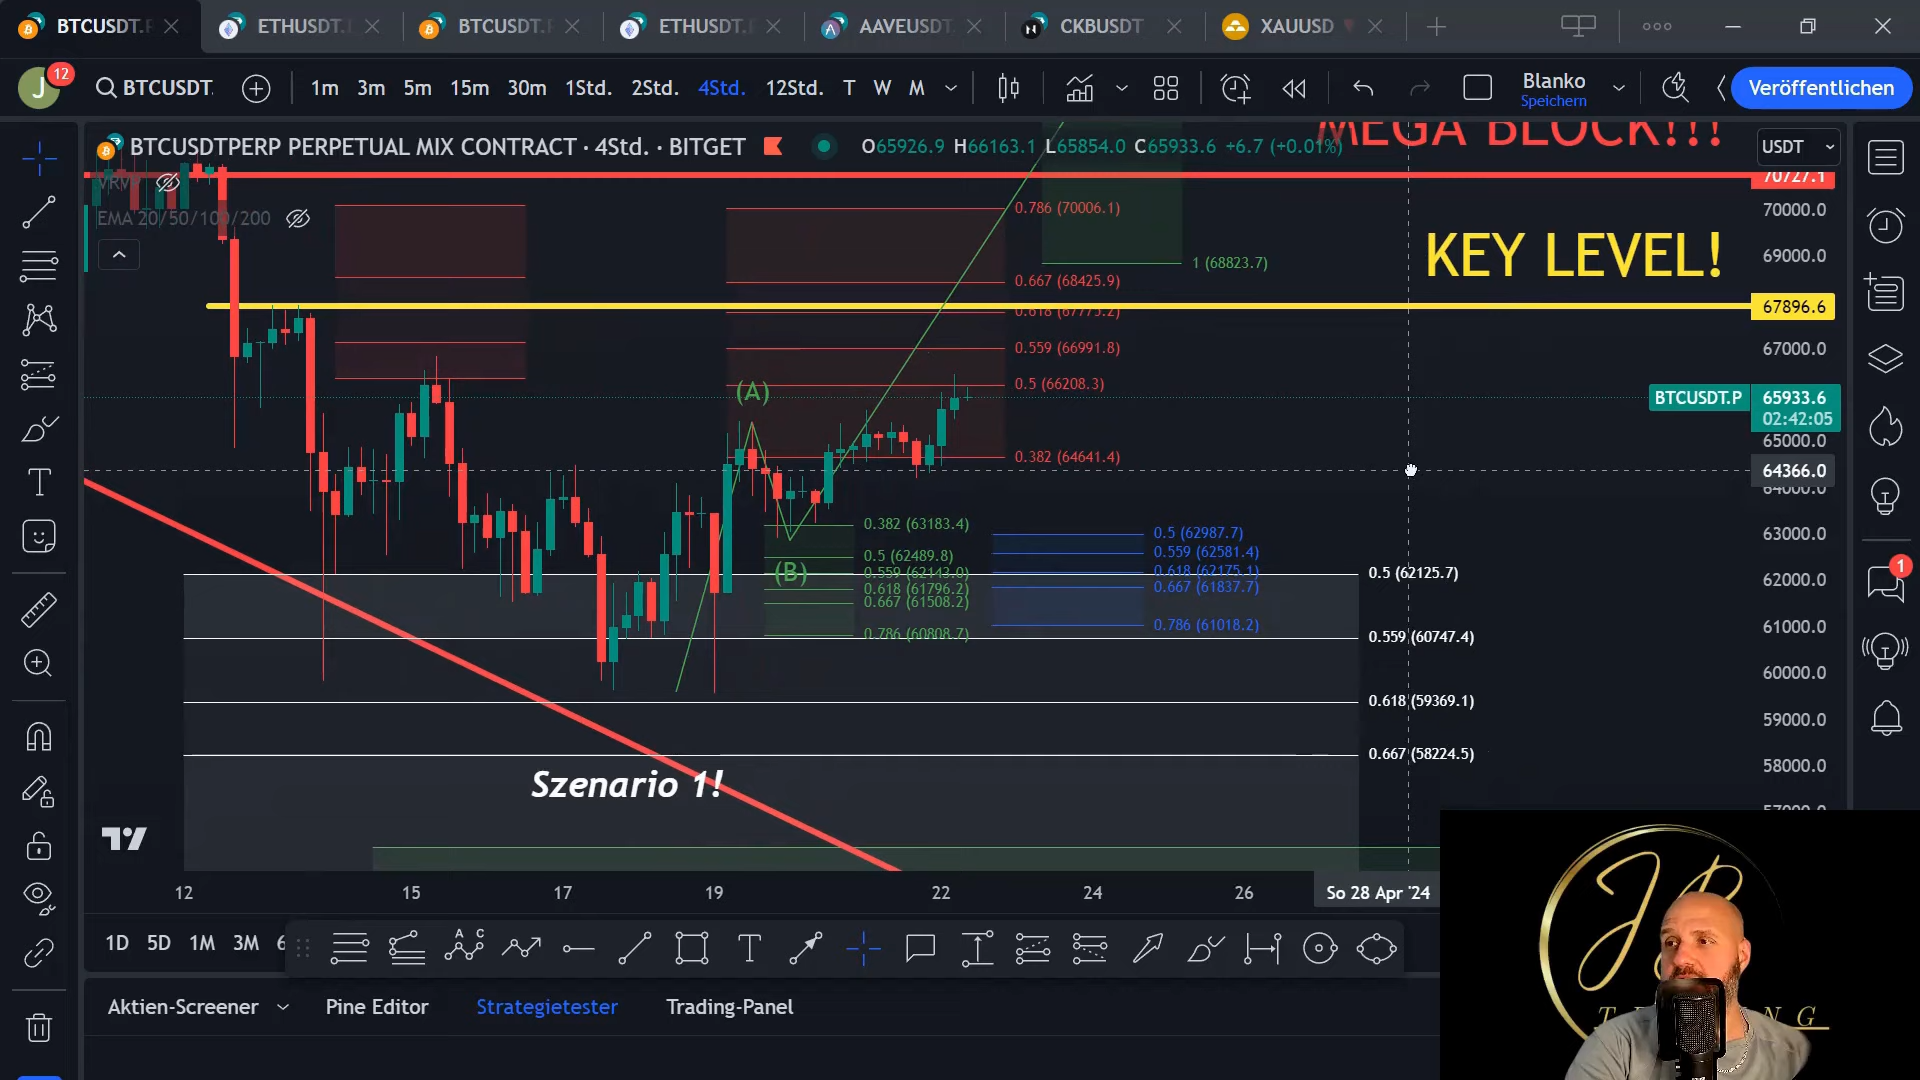 BTCUSDT.P
ETHUSDT.
BTCUSDT.P
ETHUSDT.
AAVEUSDT
CKBUSDT
XAUUSD
J
12
BTCUSDT.
1m 3m 5m 15m 30m 1Std. 2Std. 4Std. 12Std. T W M
Blanko
Speichern
Veröffentlichen
BTCUSDTPERP PERPETUAL MIX CONTRACT · 4Std. · BITGET
O65926.9 H66163.1 L65854.0 C65933.6 +6.7 (+0.01%)
MEGA BLOCK!!!
USDT
VRVP
EMA 20/50/100/200
70727.1
70000.0
69000.0
67896.6
67000.0
BTCUSDT.P
65933.6
02:42:05
65000.0
64366.0
64000.0
63000.0
62000.0
61000.0
60000.0
59000.0
58000.0
KEY LEVEL!
0.786 (70006.1)
1 (68823.7)
0.667 (68425.9)
0.618 (67775.2)
0.559 (66991.8)
0.5 (66208.3)
0.382 (64641.4)
(A)
(B)
0.382 (63183.4)
0.5 (62489.8)
0.559 (62143.0)
0.618 (61796.2)
0.667 (61508.2)
0.786 (60808.7)
0.5 (62987.7)
0.559 (62581.4)
0.618 (62175.1)
0.667 (61837.7)
0.786 (61018.2)
0.5 (62125.7)
0.559 (60747.4)
0.618 (59369.1)
0.667 (58224.5)
Szenario 1!
12 15 17 19 22 24 26 So 28 Apr '24
1D 5D 1M 3M
A C
1
Aktien-Screener
Pine Editor
Strategietester
Trading-Panel